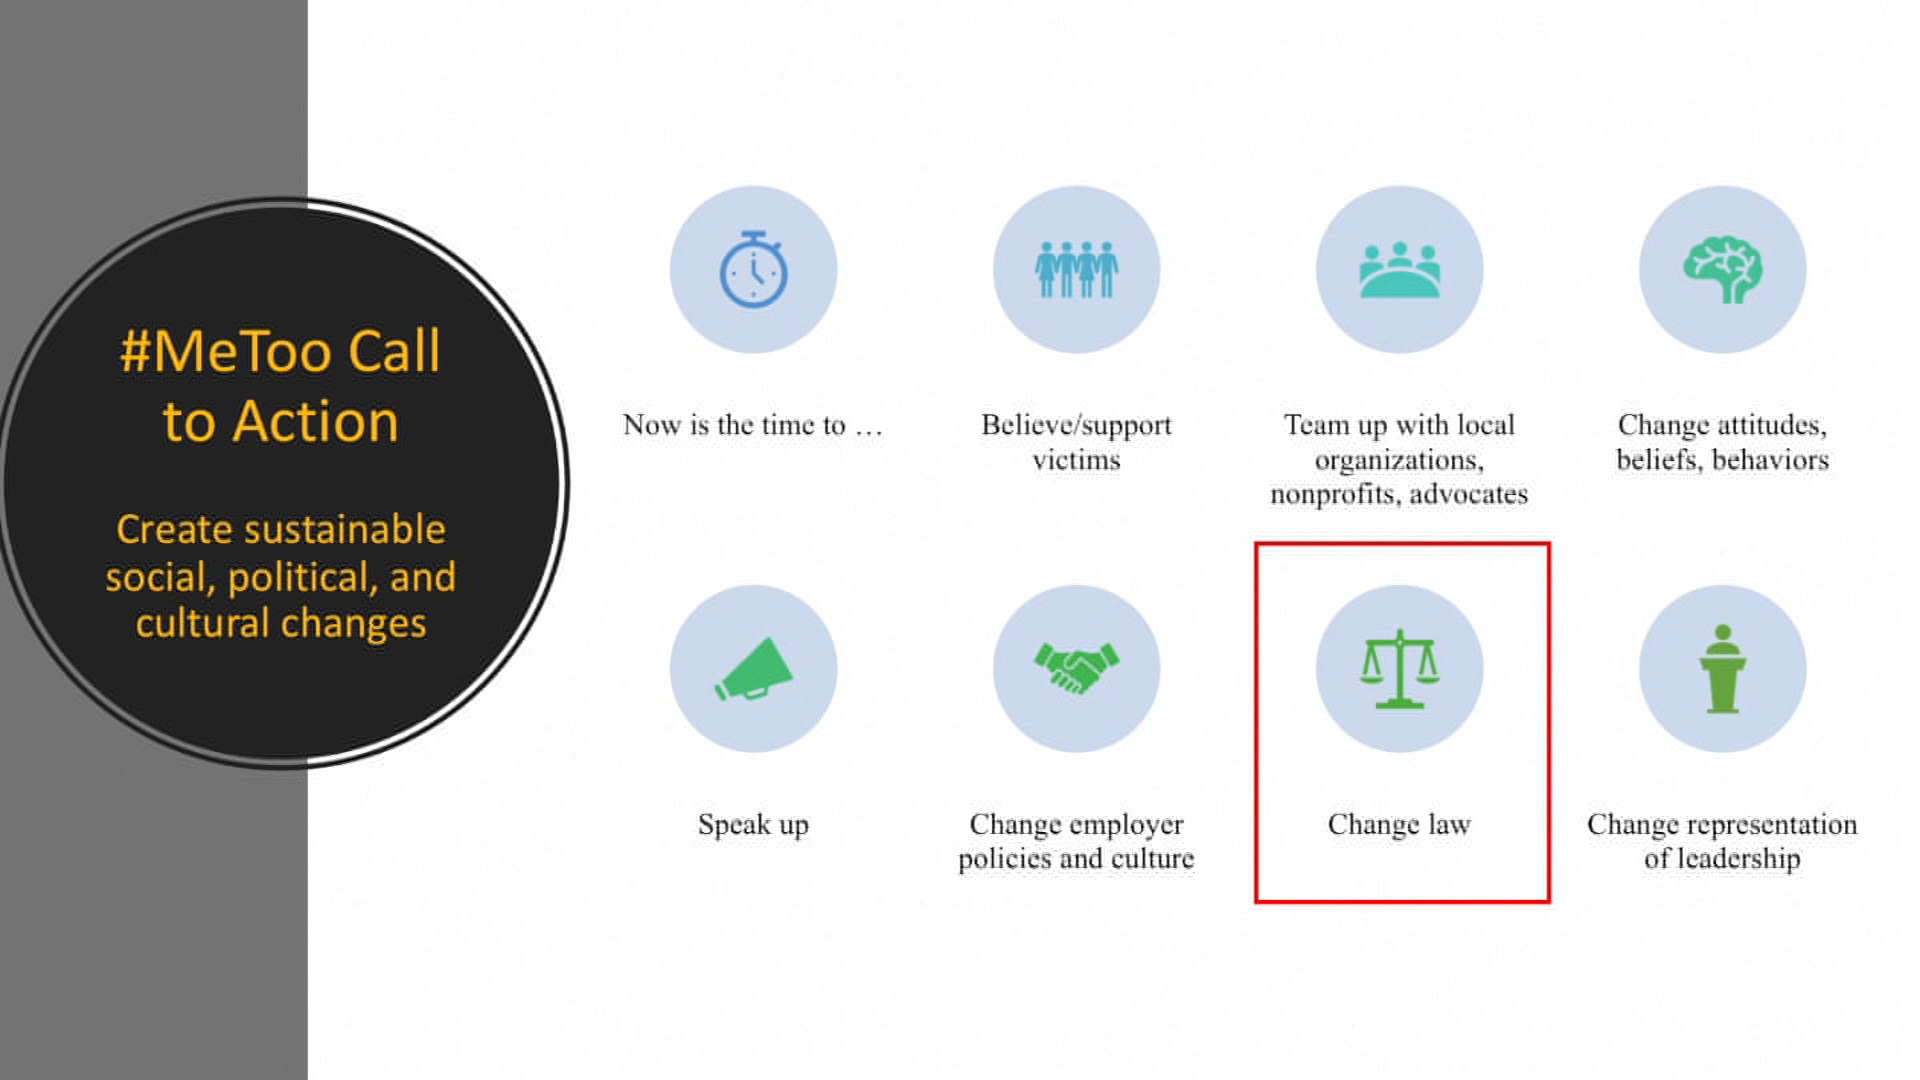 #MeToo Call
to Action
Create sustainable
social, political, and
cultural changes
Now is the time to …
Believe/support
victims
Team up with local
organizations,
nonprofits, advocates
Change attitudes,
beliefs, behaviors
Speak up
Change employer
policies and culture
Change law
Change representation
of leadership